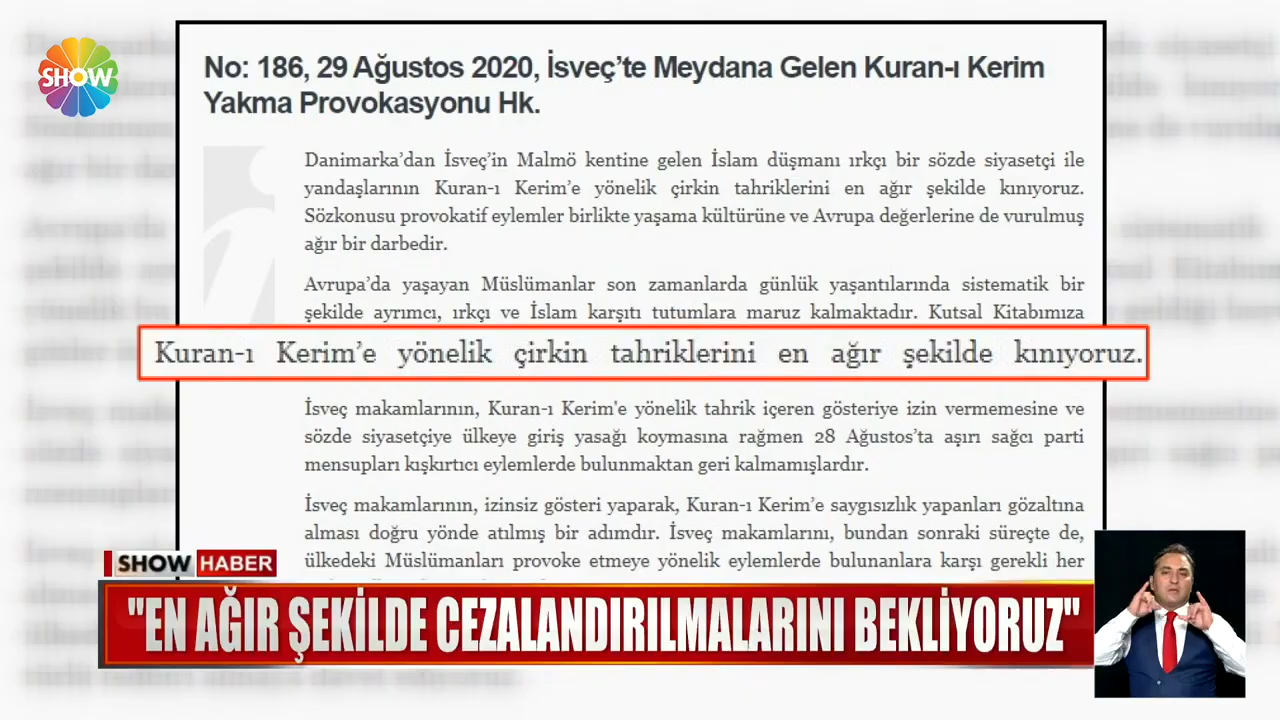 SHOW
No: 186, 29 Ağustos 2020, İsveç’te Meydana Gelen Kuran-ı Kerim
Yakma Provokasyonu Hk.
Danimarka’dan İsveç’in Malmö kentine gelen İslam düşmanı ırkçı bir sözde siyasetçi ile
yandaşlarının Kuran-ı Kerim’e yönelik çirkin tahriklerini en ağır şekilde kınıyoruz.
Sözkonusu provokatif eylemler birlikte yaşama kültürüne ve Avrupa değerlerine de vurulmuş
ağır bir darbedir.
Avrupa’da yaşayan Müslümanlar son zamanlarda günlük yaşantılarında sistematik bir
şekilde ayrımcı, ırkçı ve İslam karşıtı tutumlara maruz kalmaktadır. Kutsal Kitabımıza
Kuran-ı Kerim’e yönelik çirkin tahriklerini en ağır şekilde kınıyoruz.
İsveç makamlarının, Kuran-ı Kerim'e yönelik tahrik içeren gösteriye izin vermemesine ve
sözde siyasetçiye ülkeye giriş yasağı koymasına rağmen 28 Ağustos’ta aşırı sağcı parti
mensupları kışkırtıcı eylemlerde bulunmaktan geri kalmamışlardır.
İsveç makamlarının, izinsiz gösteri yaparak, Kuran-ı Kerim’e saygısızlık yapanları gözaltına
alması doğru yönde atılmış bir adımdır. İsveç makamlarını, bundan sonraki süreçte de,
ülkedeki Müslümanları provoke etmeye yönelik eylemlerde bulunanlara karşı gerekli her
SHOW HABER
"EN AĞIR ŞEKİLDE CEZALANDIRILMALARINI BEKLİYORUZ"